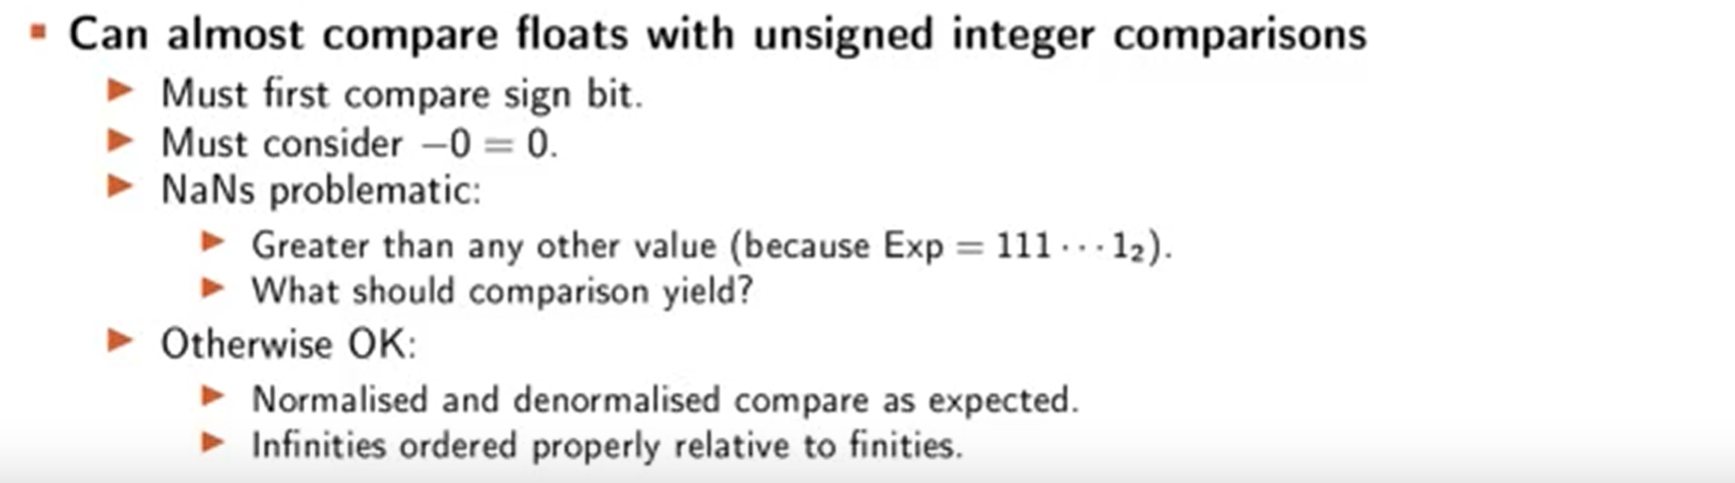 Can almost compare floats with unsigned integer comparisons
Must first compare sign bit.
Must consider −0 = 0.
NaNs problematic:
Greater than any other value (because Exp = 111 ⋯ 1₂).
What should comparison yield?
Otherwise OK:
Normalised and denormalised compare as expected.
Infinities ordered properly relative to finities.